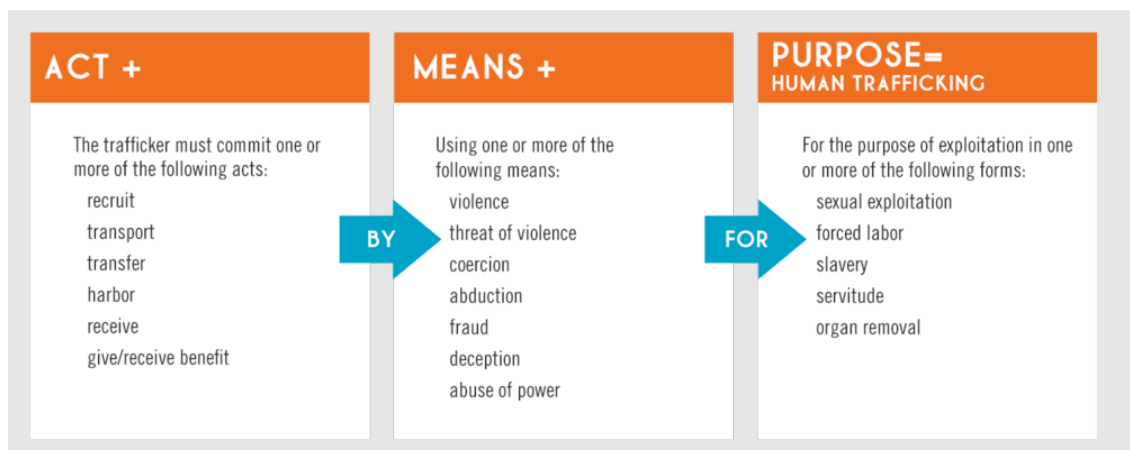 ACT +
The trafficker must commit one or
more of the following acts:
recruit
transport
transfer
harbor
receive
give/receive benefit
BY
MEANS +
Using one or more of the
following means:
violence
threat of violence
coercion
abduction
fraud
deception
abuse of power
FOR
PURPOSE=
HUMAN TRAFFICKING
For the purpose of exploitation in one
or more of the following forms:
sexual exploitation
forced labor
slavery
servitude
organ removal